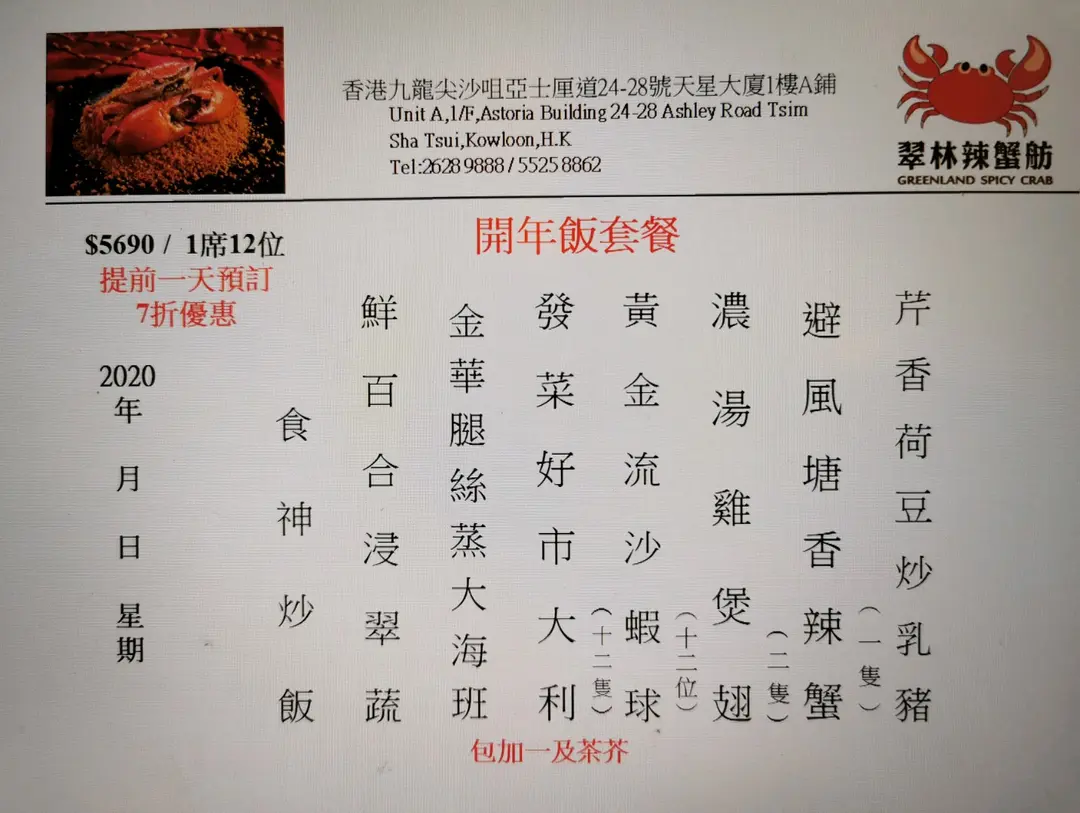 香港九龍尖沙咀亞士厘道24-28號天星大廈1樓A鋪
Unit A,1/F,Astoria Building 24-28 Ashley Road Tsim
Sha Tsui,Kowloon,H.K
Tel:2628 9888 / 5525 8862
翠林辣蟹舫
GREENLAND SPICY CRAB
$5690 / 1席12位
提前一天預訂
7折優惠
開年飯套餐
芹香荷豆炒乳豬
(一隻)
避風塘香辣蟹
(二隻)
濃湯雞煲翅
(十二位)
黃金流沙蝦球
(十二隻)
發菜好市大利
金華腿絲蒸大海班
鮮百合浸翠蔬
食神炒飯
2020年 月 日 星期
包加一及茶芥